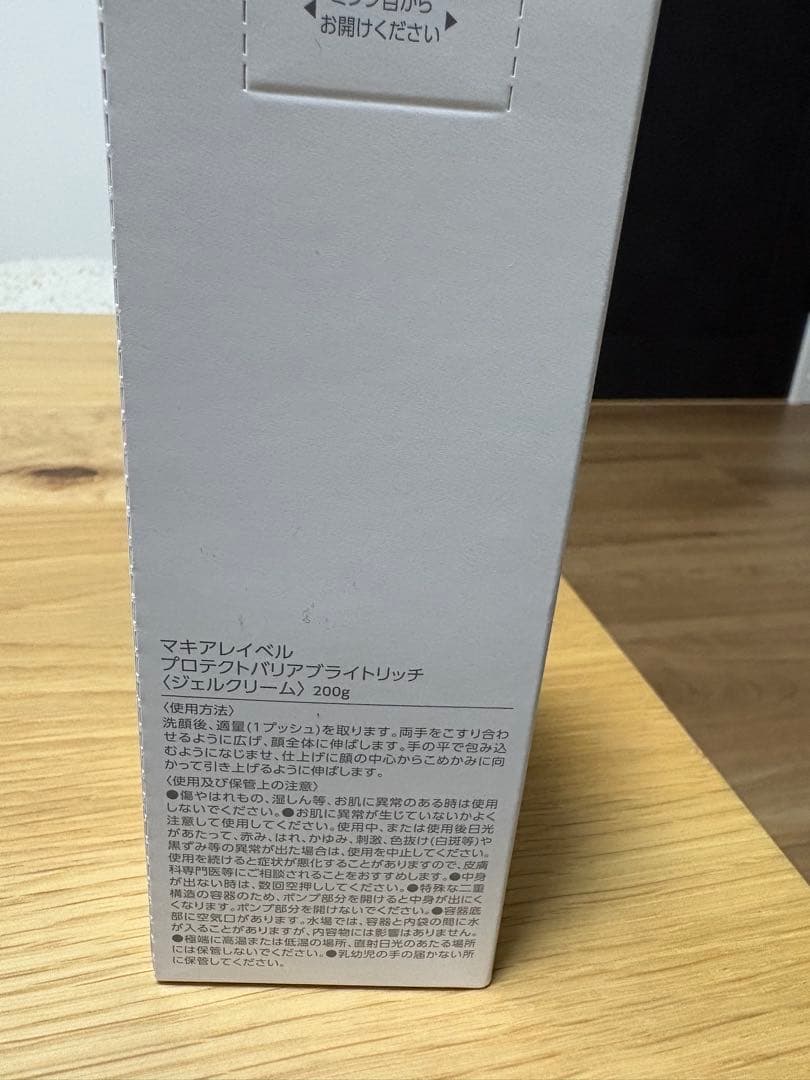 ミシン目から
◀お開けください▶
マキアレイベル
プロテクトバリアブライトリッチ
〈ジェルクリーム〉 200g
〈使用方法〉
洗顔後、適量(1プッシュ)を取ります。両手をこすり合わ
せるように広げ、顔全体に伸ばします。手の平で包み込
むようになじませ、仕上げに顔の中心からこめかみに向
かって引き上げるように伸ばします。
〈使用及び保管上の注意〉
●傷やはれもの、湿しん等、お肌に異常のある時は使用
しないでください。●お肌に異常が生じていないかよく
注意して使用してください。使用中、または使用後日光
があたって、赤み、はれ、かゆみ、刺激、色抜け(白斑等)や
黒ずみ等の異常が出た場合は、使用を中止してください。
使用を続けると症状が悪化することがありますので、皮膚
科専門医等にご相談されることをおすすめします。●中身
が出ない時は、数回空押ししてください。●特殊な二重
構造の容器のため、ポンプ部分を開けると中身が出にく
くなります。ポンプ部分を開けないでください。●容器底
部に空気口があります。水場では、容器と内袋の間に水
が入ることがありますが、内容物には影響はありません。
●極端に高温または低温の場所、直射日光のあたる場所
には保管しないでください。●乳幼児の手の届かない所
に保管してください。